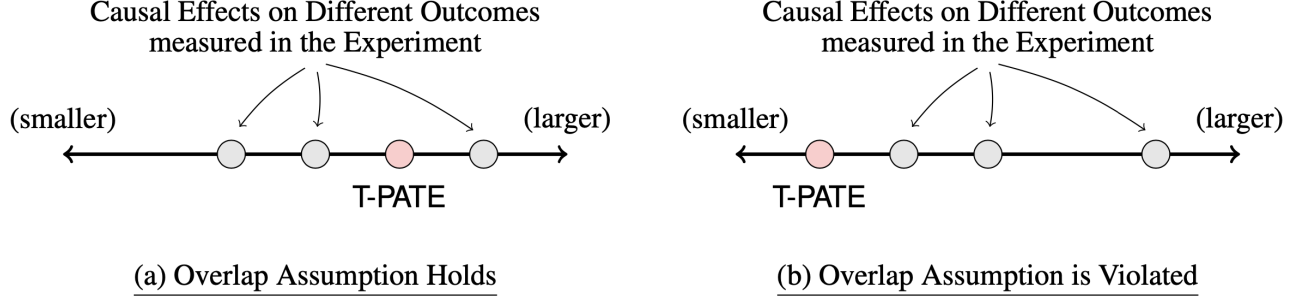 Causal Effects on Different Outcomes
measured in the Experiment
(smaller)
(larger)
T-PATE
(a) Overlap Assumption Holds
Causal Effects on Different Outcomes
measured in the Experiment
(smaller)
(larger)
T-PATE
(b) Overlap Assumption is Violated